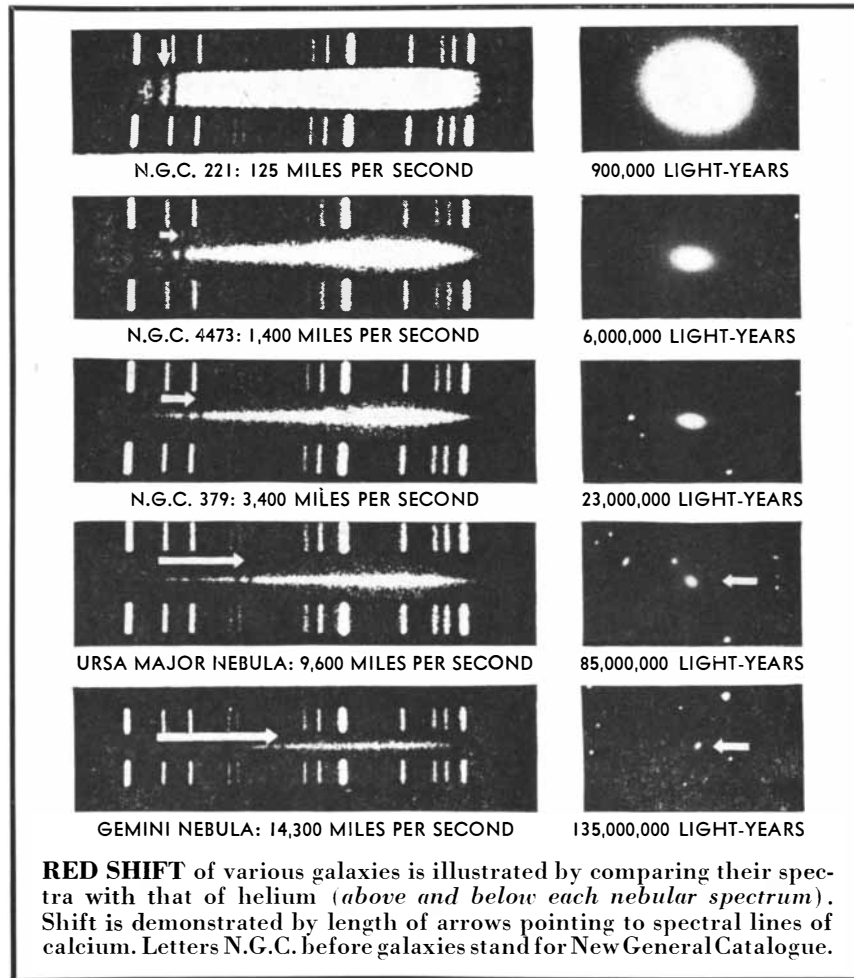 N.G.C. 221: 125 MILES PER SECOND
900,000 LIGHT-YEARS
N.G.C. 4473: 1,400 MILES PER SECOND
6,000,000 LIGHT-YEARS
N.G.C. 379: 3,400 MILES PER SECOND
23,000,000 LIGHT-YEARS
URSA MAJOR NEBULA: 9,600 MILES PER SECOND
85,000,000 LIGHT-YEARS
GEMINI NEBULA: 14,300 MILES PER SECOND
135,000,000 LIGHT-YEARS
RED SHIFT of various galaxies is illustrated by comparing their spec-
tra with that of helium (above and below each nebular spectrum).
Shift is demonstrated by length of arrows pointing to spectral lines of
calcium. Letters N.G.C. before galaxies stand for New General Catalogue.